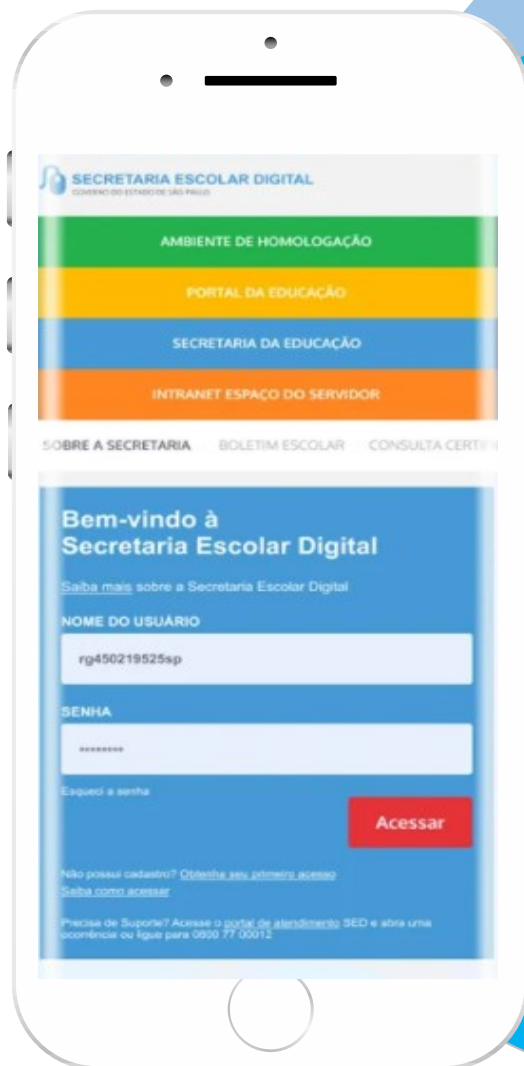 SECRETARIA ESCOLAR DIGITAL
GOVERNO DO ESTADO DE SÃO PAULO
AMBIENTE DE HOMOLOGAÇÃO
PORTAL DA EDUCAÇÃO
SECRETARIA DA EDUCAÇÃO
INTRANET ESPAÇO DO SERVIDOR
SOBRE A SECRETARIA BOLETIM ESCOLAR CONSULTA CERTI
Bem-vindo à
Secretaria Escolar Digital
Saiba mais sobre a Secretaria Escolar Digital
NOME DO USUÁRIO
rg450219525sp
SENHA
••••••••
Esqueci a senha
Acessar
Não possui cadastro? Obtenha seu primeiro acesso
Saiba como acessar
Precisa de Suporte? Acesse o portal de atendimento SED e abra uma
ocorrência ou ligue para 0800 77 00012